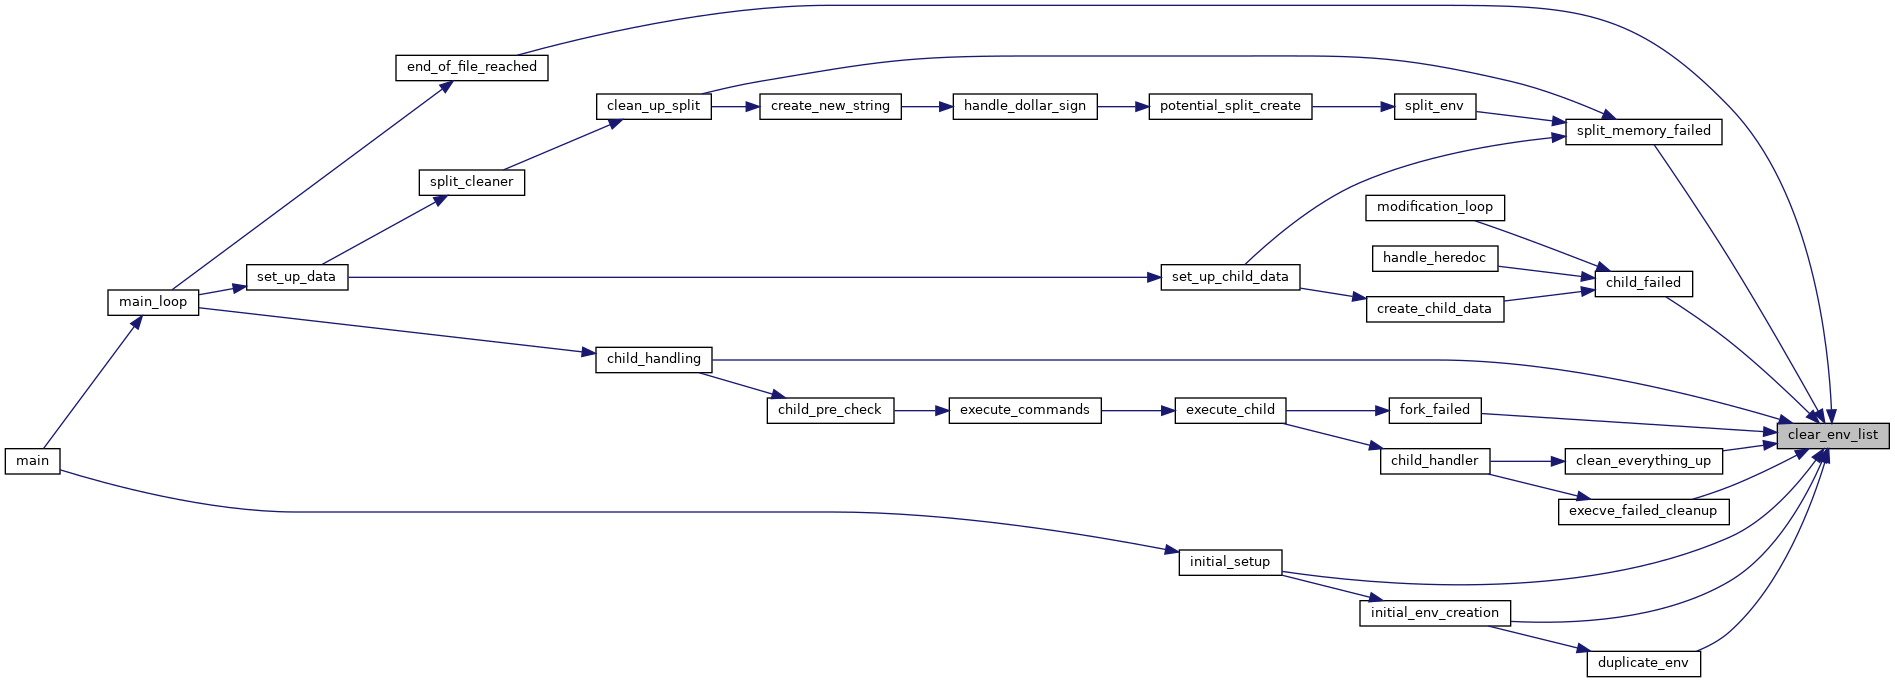 end_of_file_reached
clean_up_split
create_new_string
handle_dollar_sign
potential_split_create
split_env
split_memory_failed
split_cleaner
modification_loop
handle_heredoc
set_up_data
set_up_child_data
child_failed
main_loop
create_child_data
child_handling
child_pre_check
execute_commands
execute_child
fork_failed
clear_env_list
main
child_handler
clean_everything_up
execve_failed_cleanup
initial_setup
initial_env_creation
duplicate_env